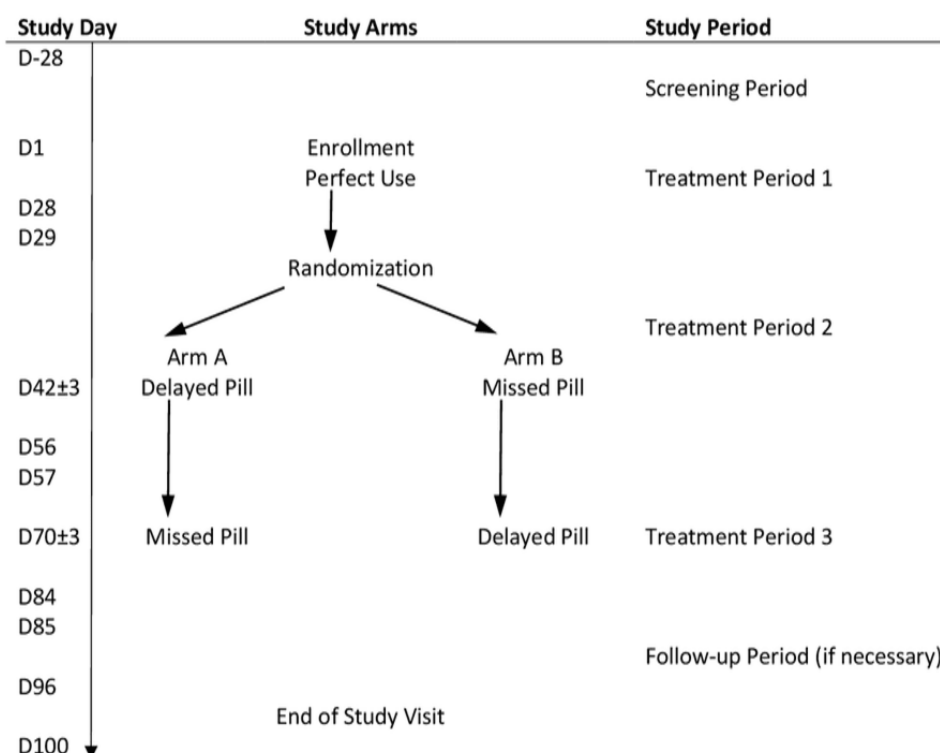 Study Day Study Arms Study Period
D-28
Screening Period
D1 Enrollment
Perfect Use Treatment Period 1
D28
D29
Randomization
Treatment Period 2
Arm A Arm B
D42±3 Delayed Pill Missed Pill
D56
D57
D70±3 Missed Pill Delayed Pill Treatment Period 3
D84
D85
Follow-up Period (if necessary)
D96
End of Study Visit
D100